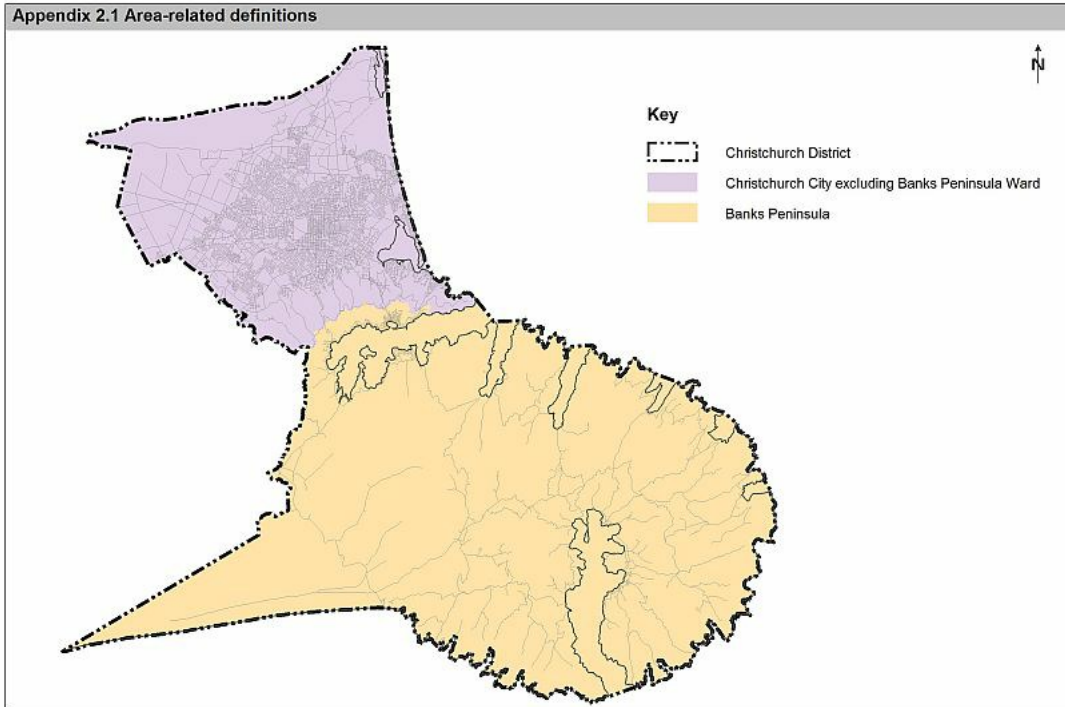 Appendix 2.1 Area-related definitions
N
Key
Christchurch District
Christchurch City excluding Banks Peninsula Ward
Banks Peninsula